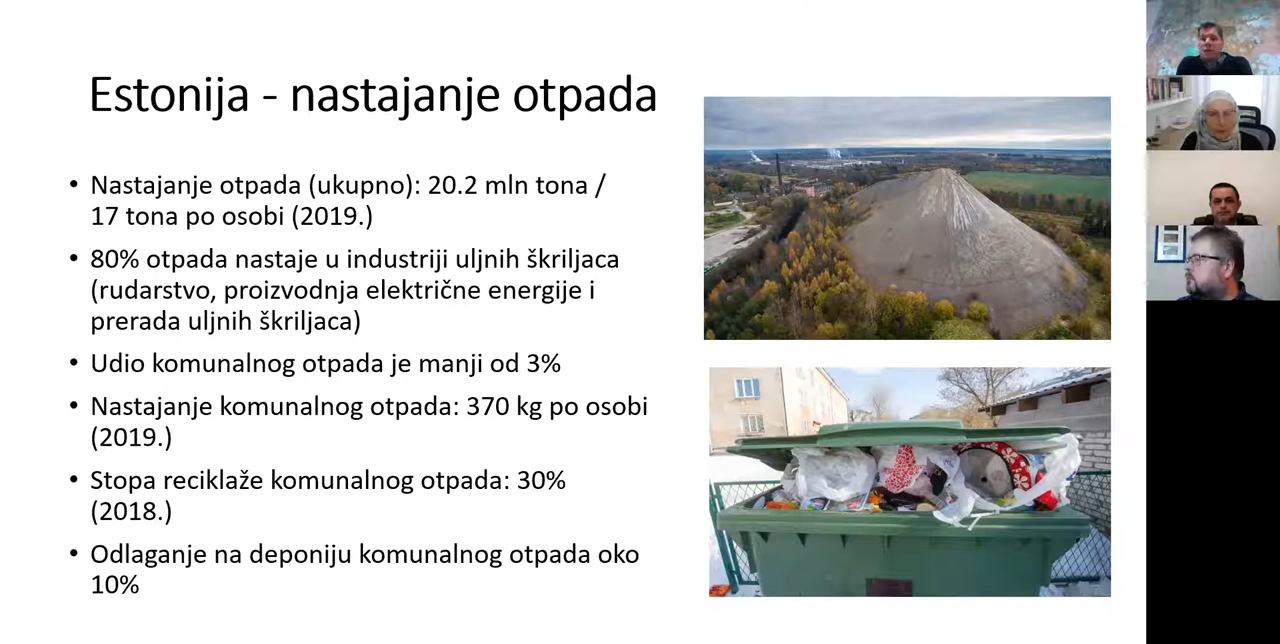 Estonija - nastajanje otpada
• Nastajanje otpada (ukupno): 20.2 mln tona /
17 tona po osobi (2019.)
• 80% otpada nastaje u industriji uljnih škriljaca
(rudarstvo, proizvodnja električne energije i
prerada uljnih škriljaca)
• Udio komunalnog otpada je manji od 3%
• Nastajanje komunalnog otpada: 370 kg po osobi
(2019.)
• Stopa reciklaže komunalnog otpada: 30%
(2018.)
• Odlaganje na deponiju komunalnog otpada oko
10%